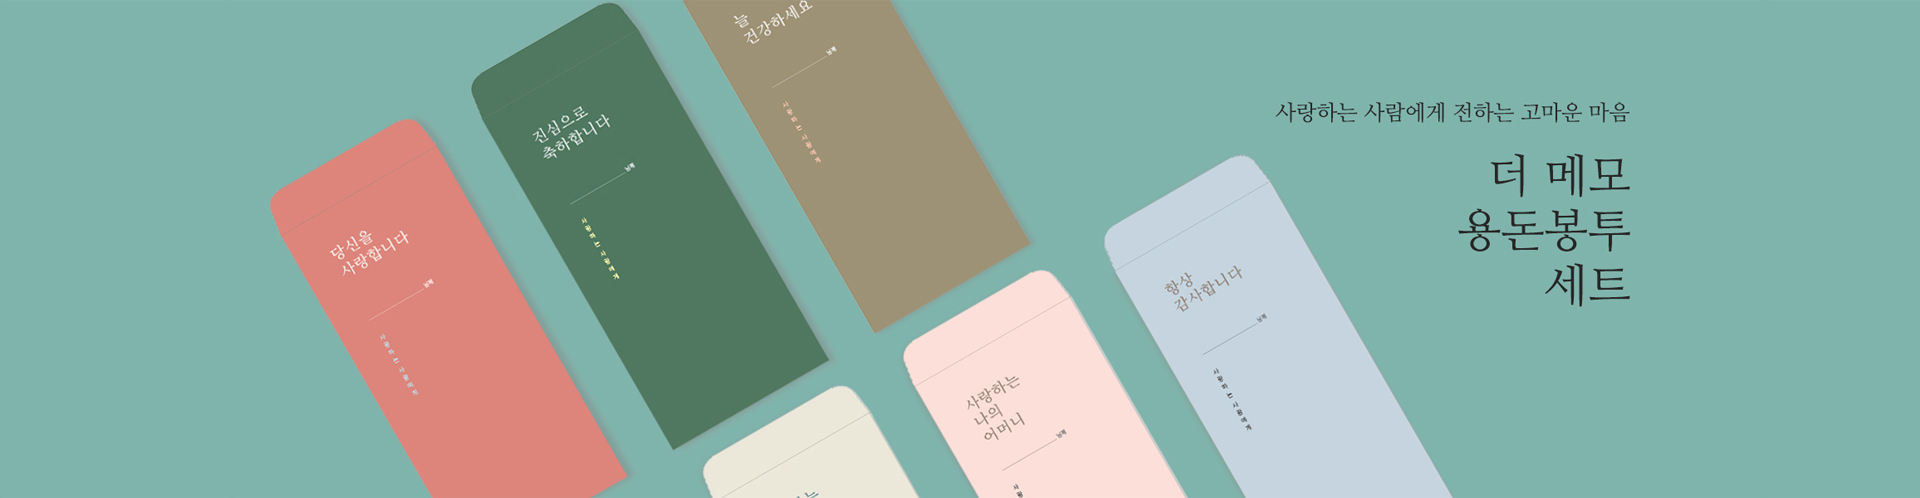 사랑하는 사람에게 전하는 고마운 마음
더 메모
용돈봉투
세트
당신을
사랑합니다
님께
사랑하는사람에게
진심으로
축하합니다
님께
사랑하는사람에게
늘
건강하세요
님께
사랑하는사람에게
사랑하는
나의
어머니
님께
사랑
항상
감사합니다
님께
사랑하는사람에게